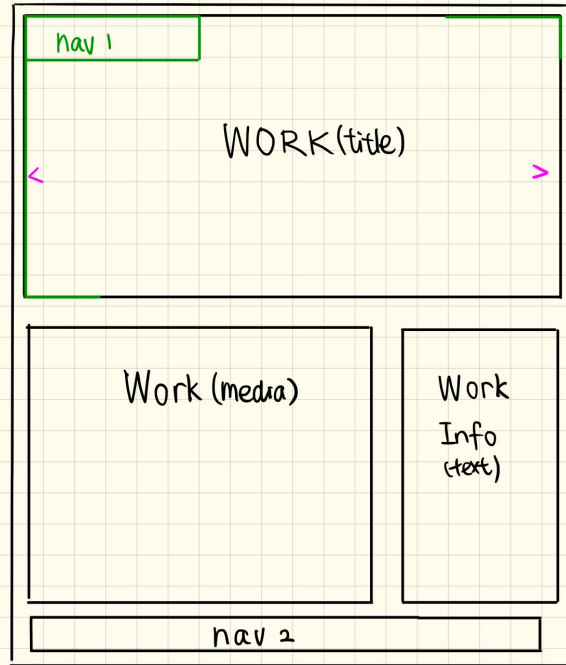 nav 1
WORK (title)
< >
Work (media)
Work
Info
(text)
nav 2